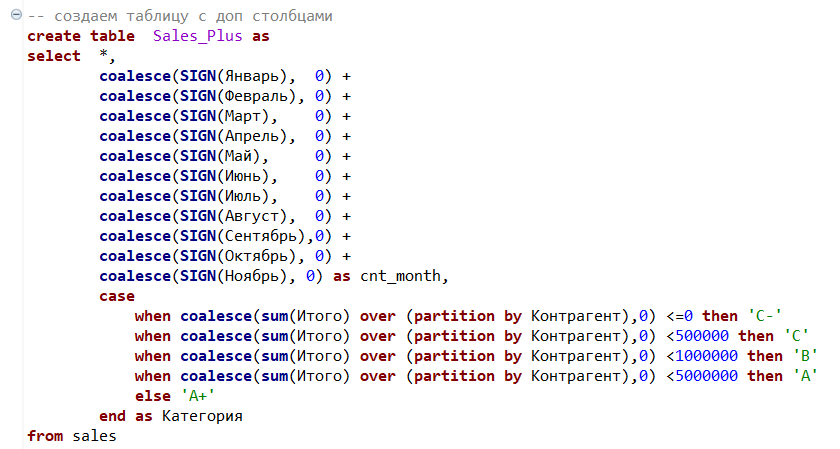 -- создаем таблицу с доп столбцами
create table  Sales_Plus as
select  *,
        coalesce(SIGN(Январь),  0) +
        coalesce(SIGN(Февраль), 0) +
        coalesce(SIGN(Март),    0) +
        coalesce(SIGN(Апрель),  0) +
        coalesce(SIGN(Май),     0) +
        coalesce(SIGN(Июнь),    0) +
        coalesce(SIGN(Июль),    0) +
        coalesce(SIGN(Август),  0) +
        coalesce(SIGN(Сентябрь),0) +
        coalesce(SIGN(Октябрь), 0) +
        coalesce(SIGN(Ноябрь), 0) as cnt_month,
        case
            when coalesce(sum(Итого) over (partition by Контрагент),0) <=0 then 'C-'
            when coalesce(sum(Итого) over (partition by Контрагент),0) <500000 then 'C'
            when coalesce(sum(Итого) over (partition by Контрагент),0) <1000000 then 'B'
            when coalesce(sum(Итого) over (partition by Контрагент),0) <5000000 then 'A'
            else 'A+'
        end as Категория
from sales